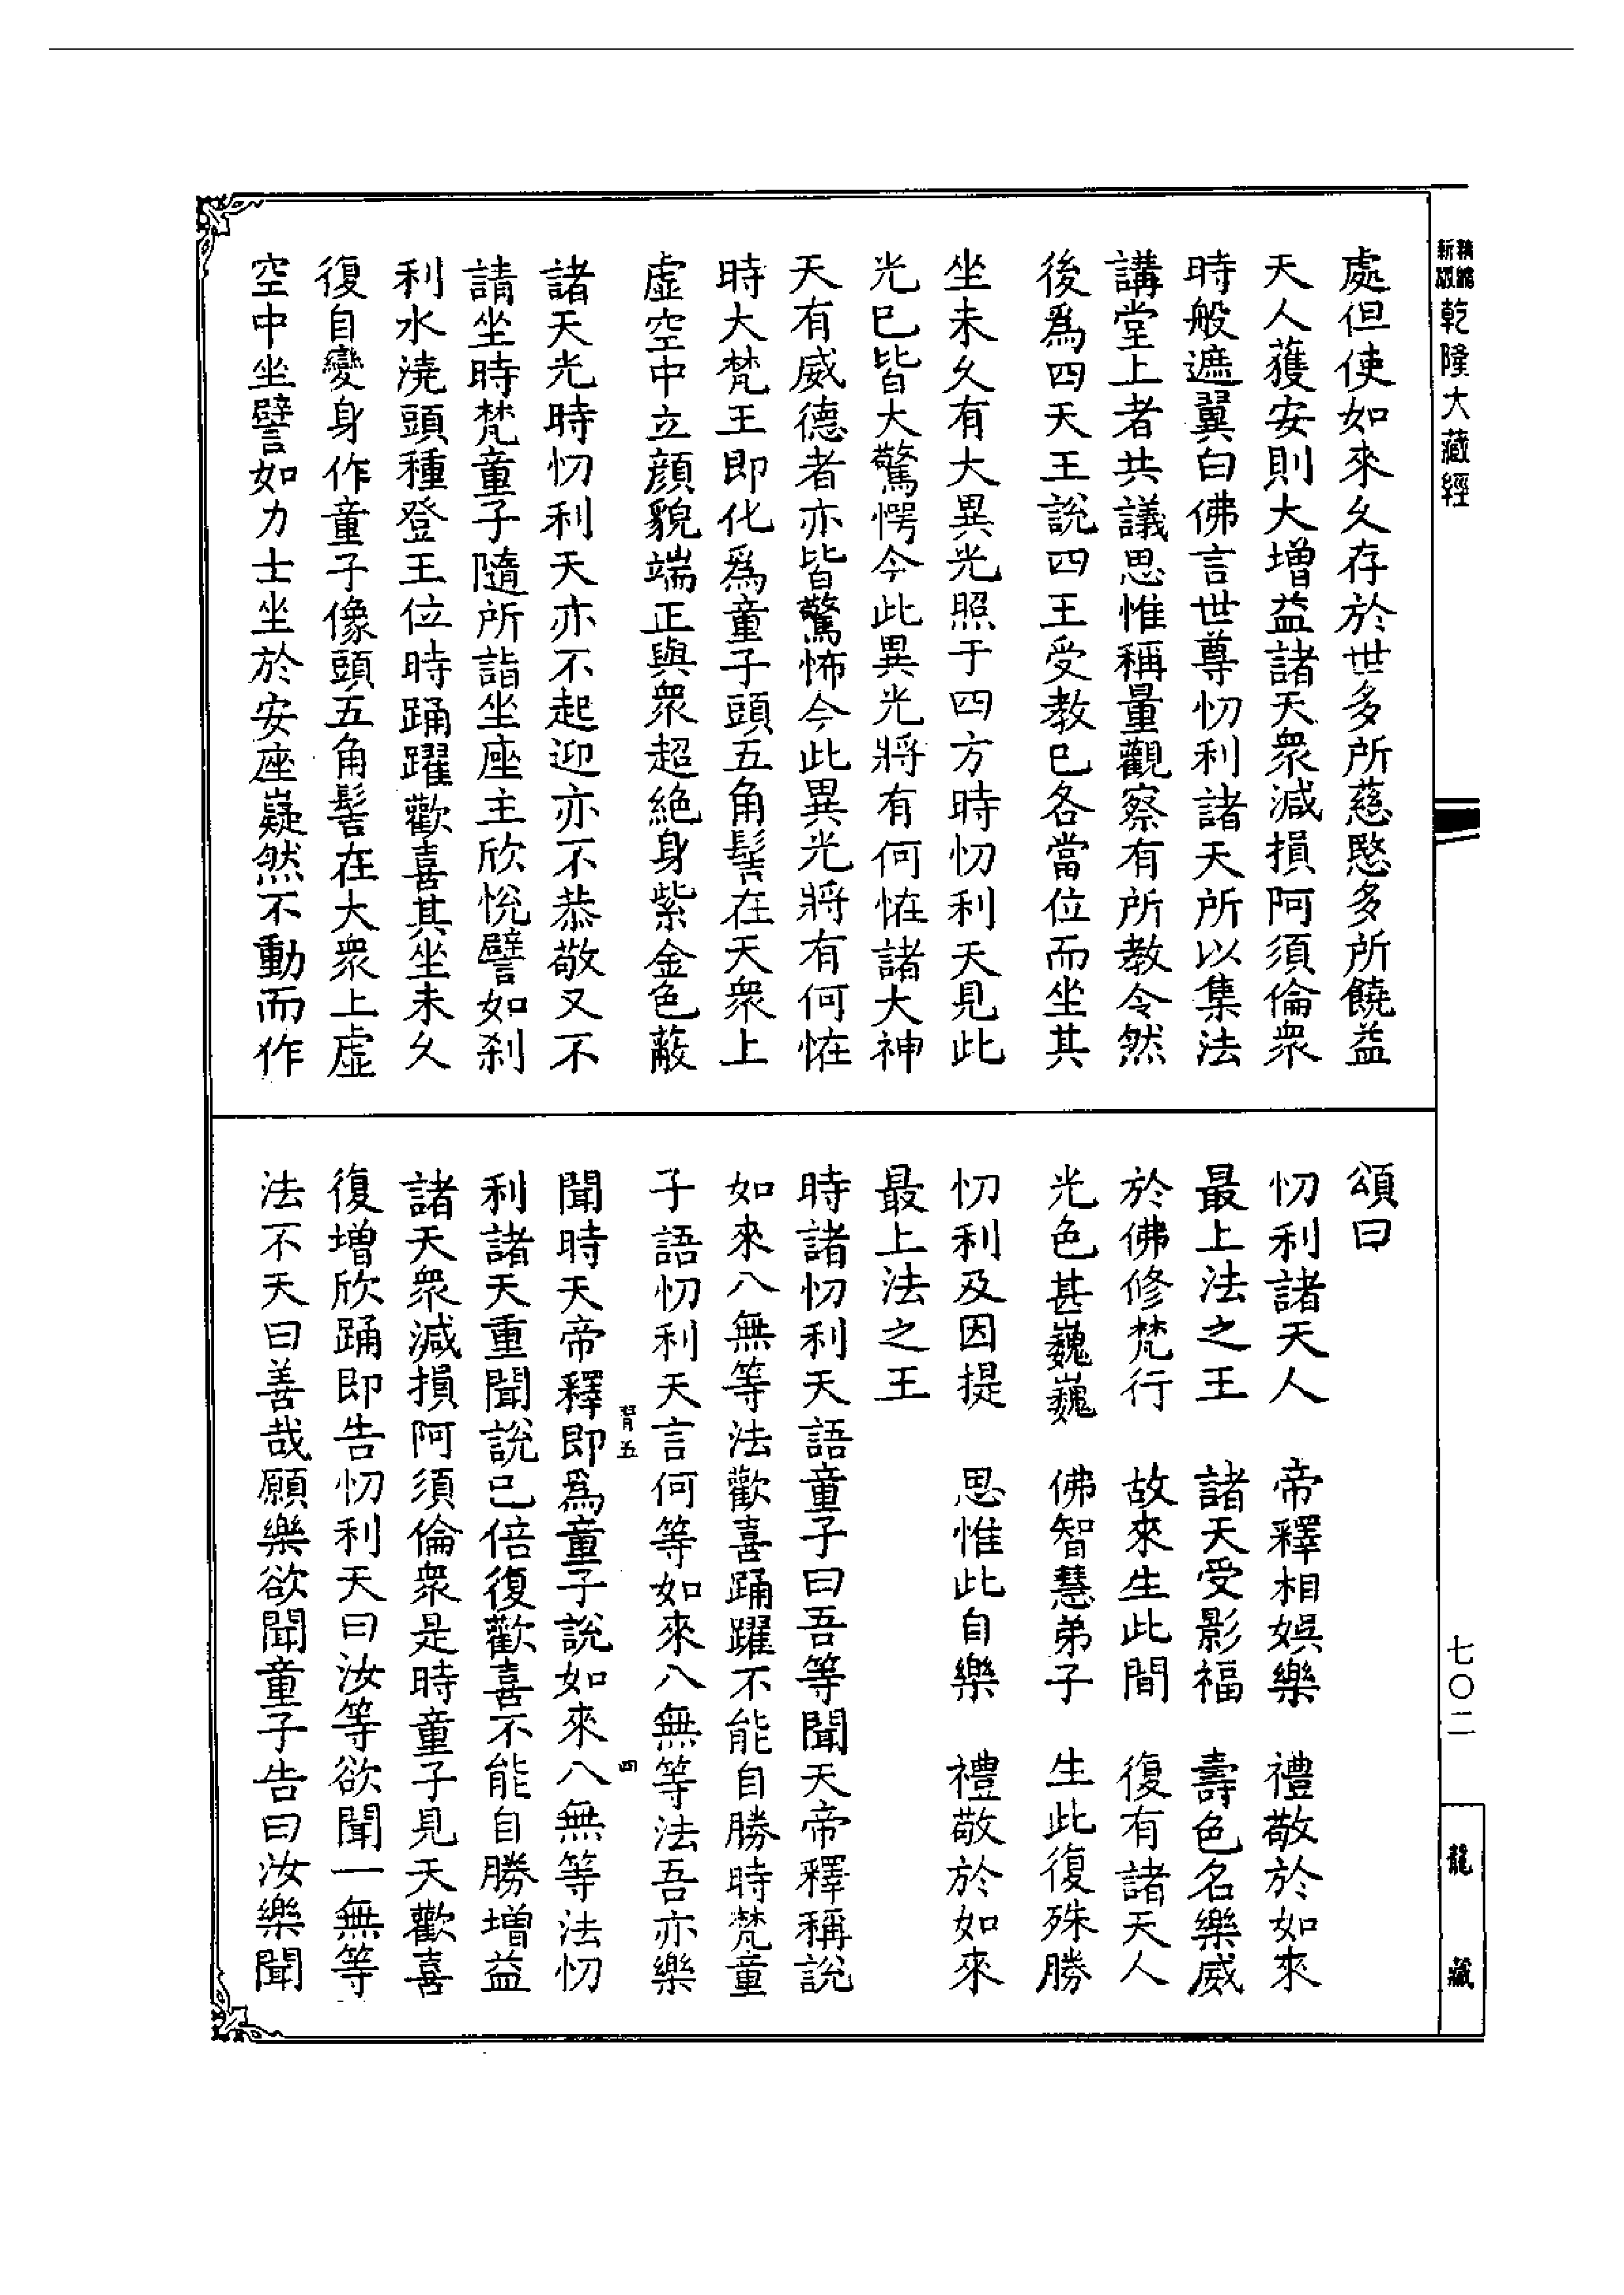 新編縮版乾隆大藏經
處但使如來久存於世多所慈愍多所饒益
天人獲安則大增益諸天衆減損阿須倫衆
時般遮翼白佛言世尊忉利諸天所以集法
講堂上者共議思惟稱量觀察有所教令然
後爲四天王說四王受教已各當位而坐其
坐未久有大異光照于四方時忉利天見此
光已皆大驚愕今此異光將有何怪諸大神
天有威德者亦皆驚怖今此異光將有何怪
時大梵王即化爲童子頭五角髻在天衆上
虛空中立顔貌端正與衆超絕身紫金色蔽
諸天光時忉利天亦不起迎亦不恭敬又不
請坐時梵童子隨所詣坐座主欣悅譬如刹
利水澆頭種登王位時踊躍歡喜其坐未久
復自變身作童子像頭五角髻在大衆上虛
空中坐譬如力士坐於安座嶷然不動而作
頌曰
忉利諸天人　帝釋相娛樂　禮敬於如來
最上法之王　諸天受影福　壽色名樂威
於佛修梵行　故來生此間　復有諸天人
光色甚巍巍　佛智慧弟子　生此復殊勝
忉利及因提　思惟此自樂　禮敬於如來
最上法之王
時諸忉利天語童子曰吾等聞天帝釋稱說
如來八無等法歡喜踊躍不能自勝時梵童
子語忉利天言何等如來八無等法吾亦樂
聞時天帝釋即爲童子說如來八無等法忉
利諸天重聞說已倍復歡喜不能自勝增益
諸天衆減損阿須倫衆是時童子見天歡喜
復增欣踊即告忉利天曰汝等欲聞一無等
法不天曰善哉願樂欲聞童子告曰汝樂聞
四
七〇二
龍藏